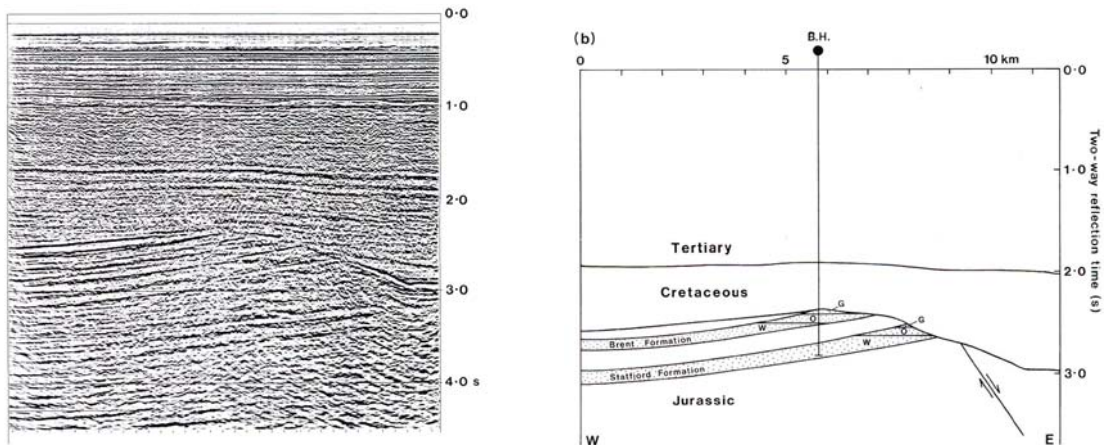 0·0
1·0
2·0
3·0
4·0 s
(b)
B.H.
0 5 10 km
0·0
1·0
2·0
3·0
Two-way reflection time (s)
Tertiary
Cretaceous
G
O
W
Brent Formation
G
O
W
Statfjord Formation
Jurassic
W E